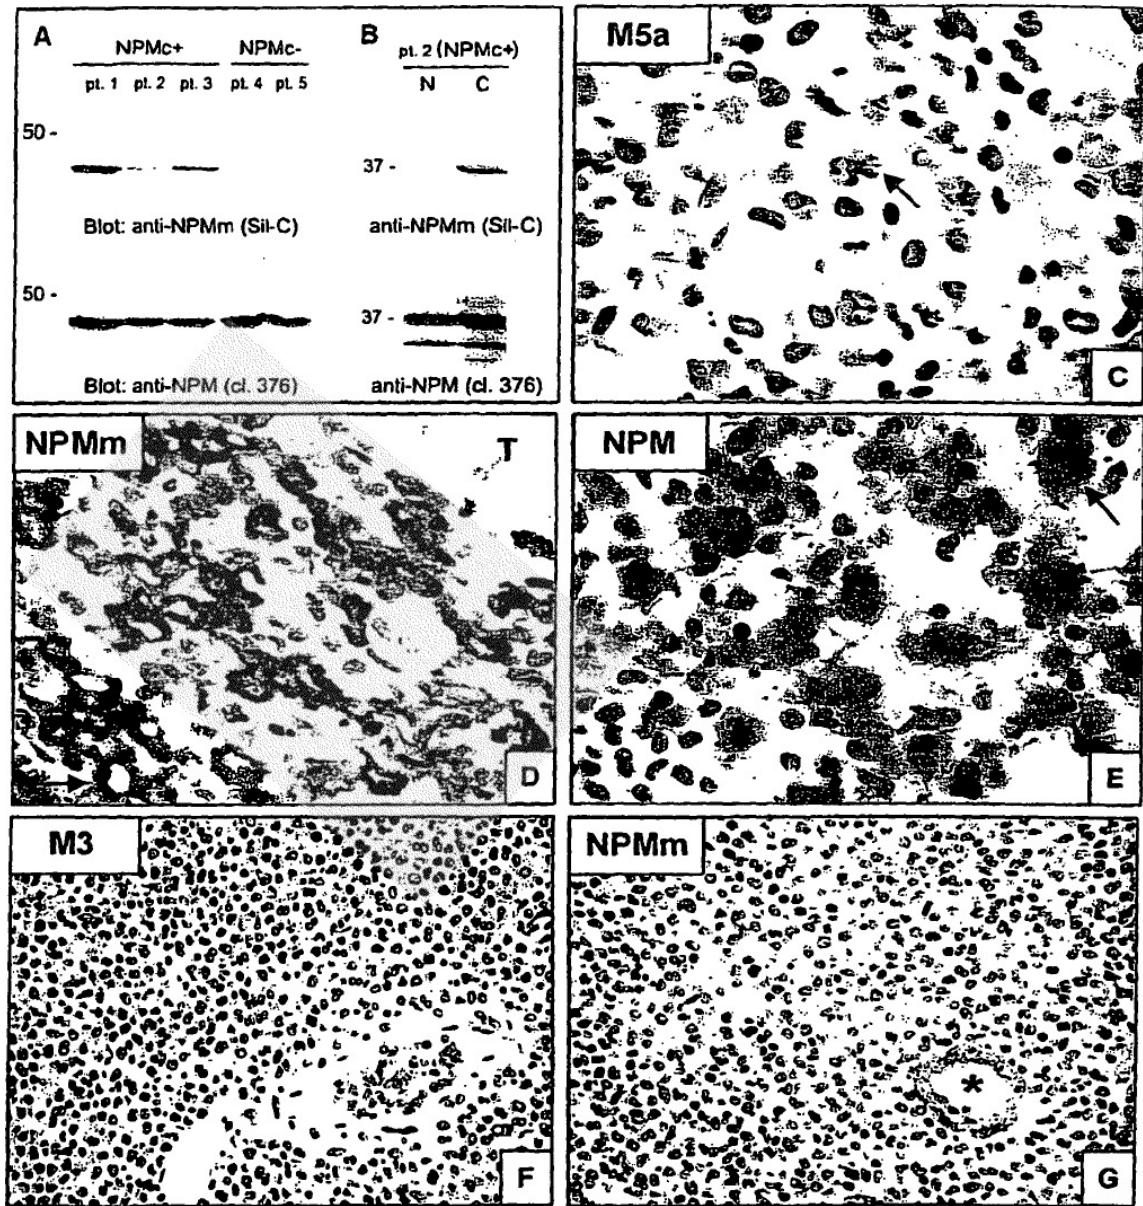 A
B
NPMc+ NPMc-
pt. 1 pt. 2 pt. 3 pt. 4 pt. 5
50 -
Blot: anti-NPMm (Sil-C)
50 -
Blot: anti-NPM (cl. 376)
pt. 2 (NPMc+)
N C
37 -
anti-NPMm (Sil-C)
37 -
anti-NPM (cl. 376)
M5a
C
NPMm
T
D
NPM
E
M3
F
NPMm
*
G